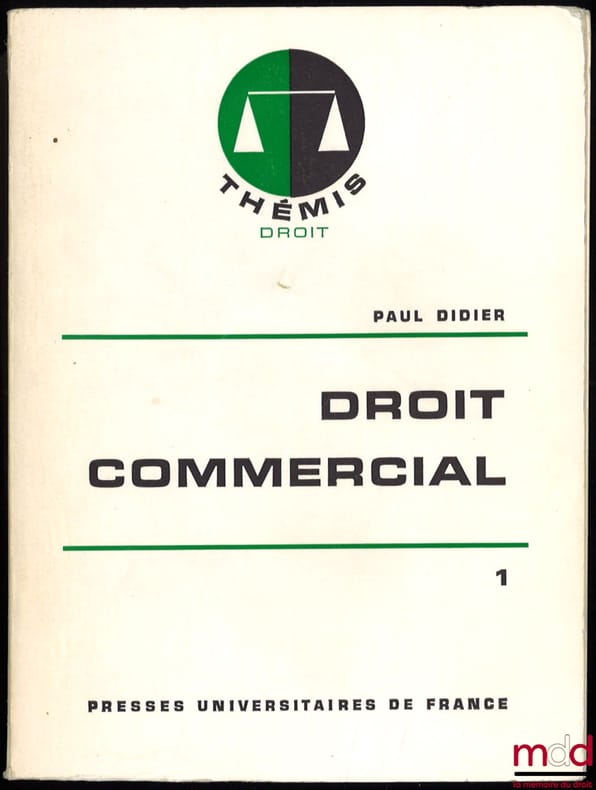 THÉMIS
DROIT
PAUL DIDIER
DROIT
COMMERCIAL
1
PRESSES UNIVERSITAIRES DE FRANCE
mdd
la mémoire du droit